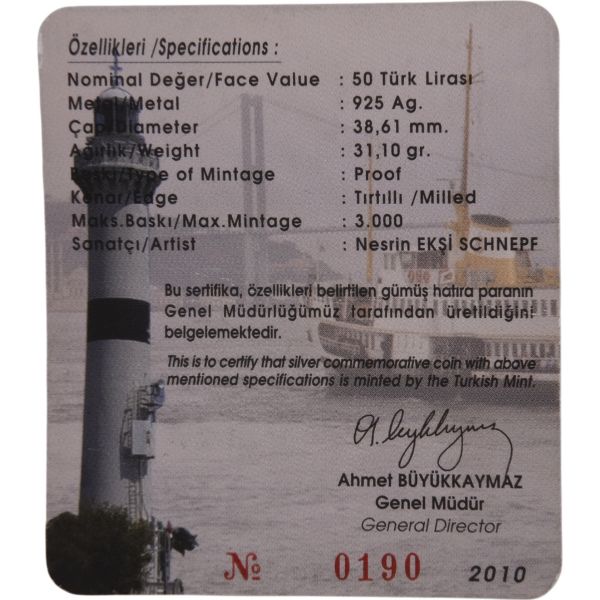 Özellikleri /Specifications :
Nominal Değer/Face Value : 50 Türk Lirası
Metal/Metal : 925 Ag.
Çap/Diameter : 38,61 mm.
Ağırlık/Weight : 31,10 gr.
Baskı/Type of Mintage : Proof
Kenar/Edge : Tırtıllı /Milled
Maks.Baskı/Max.Mintage : 3.000
Sanatçı/Artist : Nesrin EKŞİ SCHNEPF
Bu sertifika, özellikleri belirtilen gümüş hatıra paranın
Genel Müdürlüğümüz tarafından üretildiğini
belgelemektedir.
This is to certify that silver commemorative coin with above
mentioned specifications is minted by the Turkish Mint.
Ahmet BÜYÜKKAYMAZ
Genel Müdür
General Director
№ 0190 2010